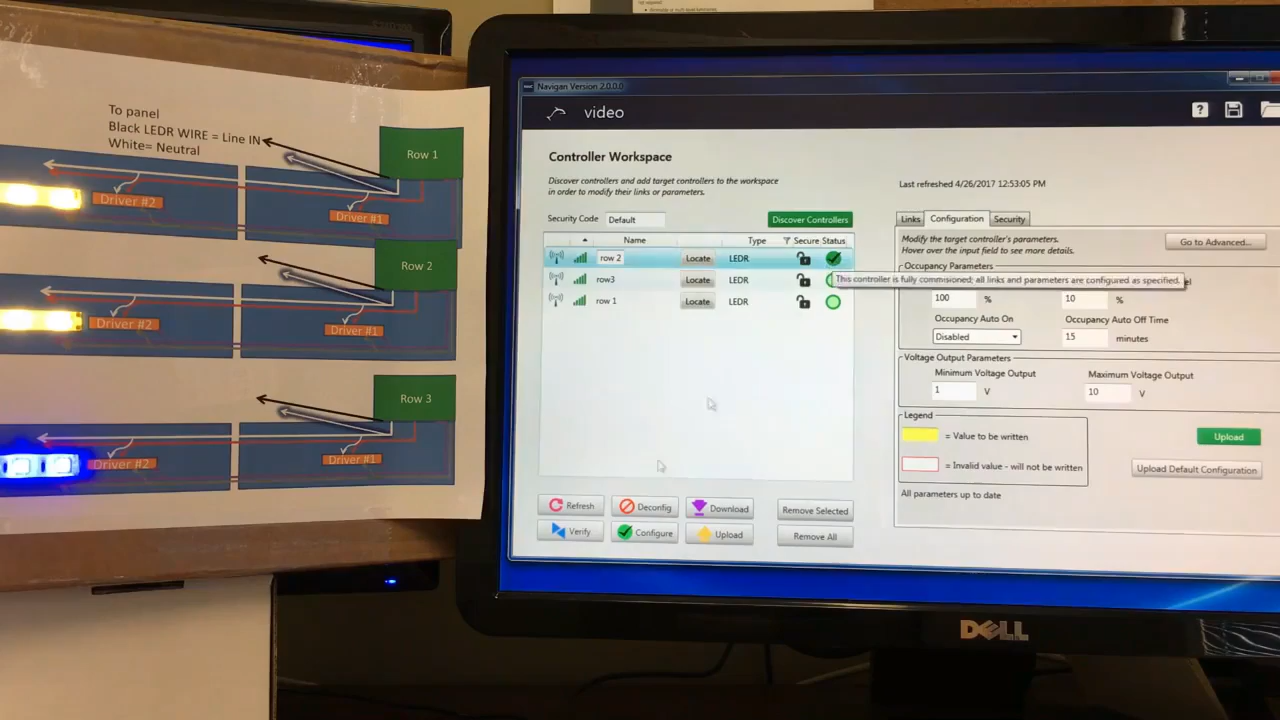 To panel
Black LEDR WIRE = Line IN
White= Neutral
Row 1
Driver #2
Driver #1
Row 2
Driver #2
Driver #1
Row 3
Driver #2
Driver #1
Navigan Version 2.0.0.0
video
?
Controller Workspace
Discover controllers and add target controllers to the workspace
in order to modify their links or parameters.
Last refreshed 4/26/2017 12:53:05 PM
Security Code
Default
Discover Controllers
Name
Type
Secure
Status
row 2
Locate
LEDR
row3
Locate
LEDR
row 1
Locate
LEDR
This controller is fully commisioned; all links and parameters are configured as specified.
Refresh
Deconfig
Download
Remove Selected
Verify
Configure
Upload
Remove All
Links
Configuration
Security
Modify the target controller's parameters.
Hover over the input field to see more details.
Go to Advanced...
Occupancy Parameters
100 %
10 %
Occupancy Auto On
Occupancy Auto Off Time
Disabled
15 minutes
Voltage Output Parameters
Minimum Voltage Output
Maximum Voltage Output
1 V
10 V
Legend
= Value to be written
= Invalid value - will not be written
Upload
Upload Default Configuration
All parameters up to date
DELL